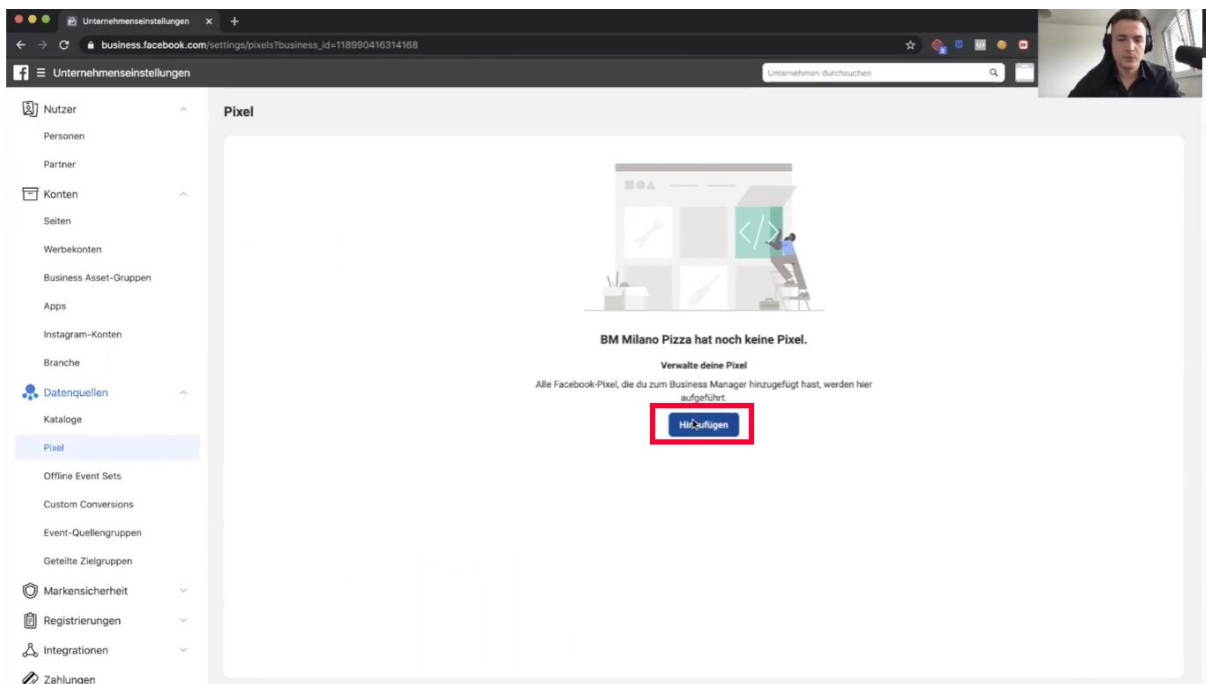 Unternehmenseinstellungen
business.facebook.com/settings/pixels?business_id=118990416314168
Unternehmenseinstellungen
Unternehmen durchsuchen
Nutzer
Personen
Partner
Konten
Seiten
Werbekonten
Business Asset-Gruppen
Apps
Instagram-Konten
Branche
Datenquellen
Kataloge
Pixel
Offline Event Sets
Custom Conversions
Event-Quellengruppen
Geteilte Zielgruppen
Markensicherheit
Registrierungen
Integrationen
Zahlungen
Pixel
BM Milano Pizza hat noch keine Pixel.
Verwalte deine Pixel
Alle Facebook-Pixel, die du zum Business Manager hinzugefügt hast, werden hier
aufgeführt.
Hinzufügen